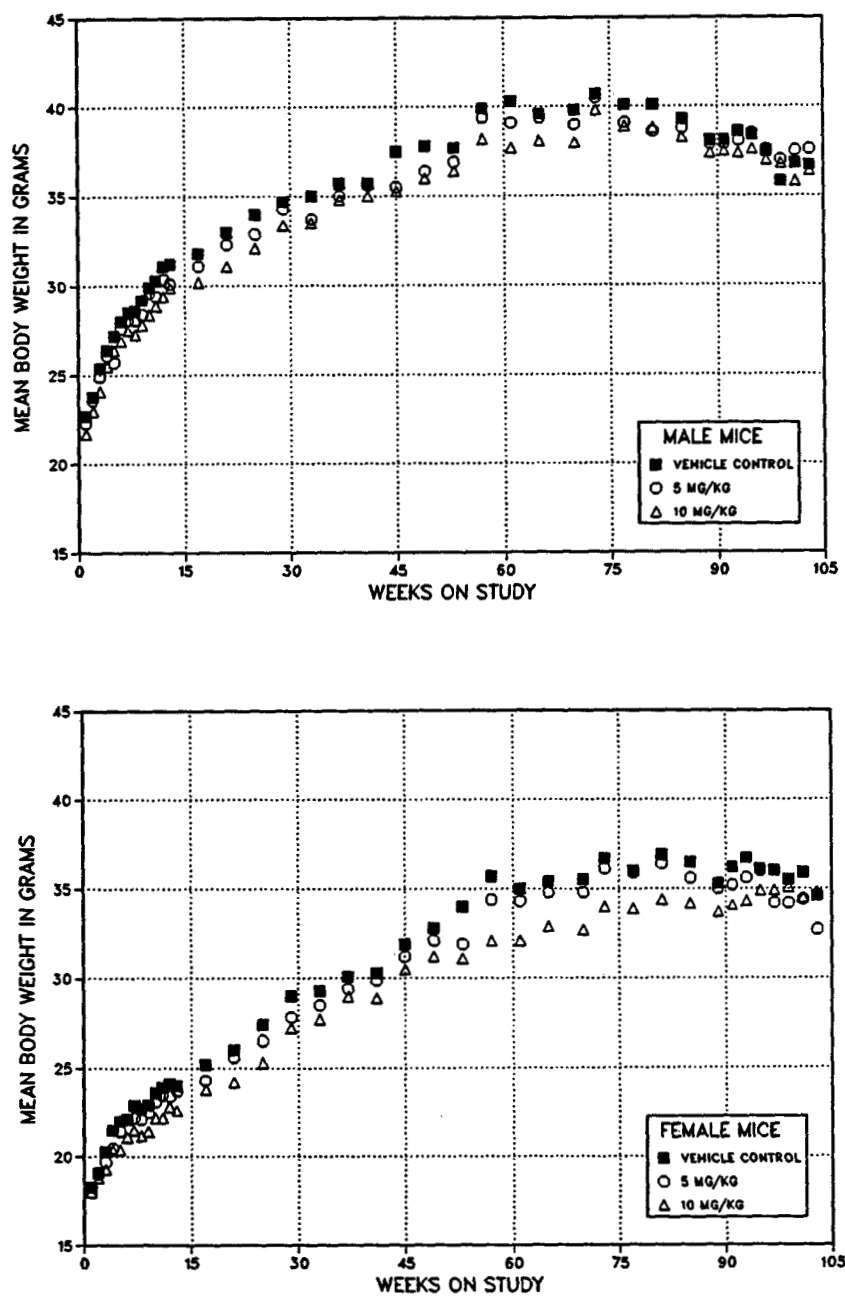 45
40
35
30
25
20
15
MEAN BODY WEIGHT IN GRAMS
MALE MICE
VEHICLE CONTROL
5 MG/KG
10 MG/KG
0 15 30 45 60 75 90 105
WEEKS ON STUDY
45
40
35
30
25
20
15
MEAN BODY WEIGHT IN GRAMS
FEMALE MICE
VEHICLE CONTROL
5 MG/KG
10 MG/KG
0 15 30 45 60 75 90 105
WEEKS ON STUDY